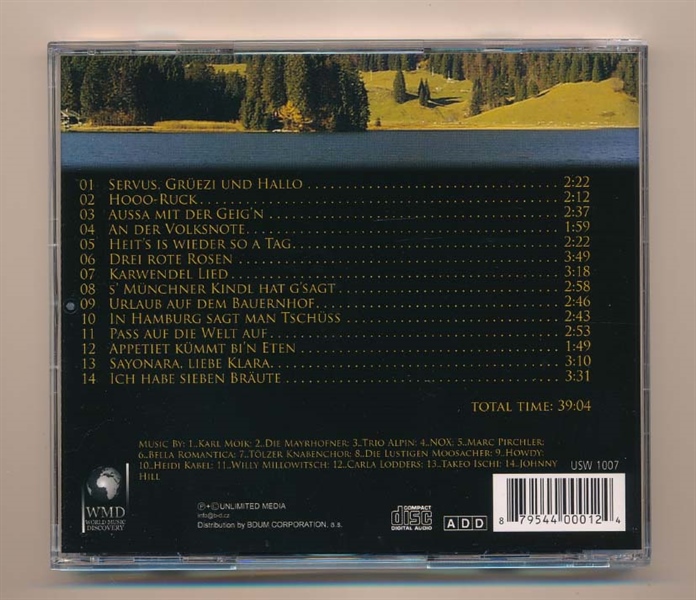 01 Servus, Grüezi und Hallo 2:22
02 Hooo-Ruck 2:12
03 Aussa mit der Geig'n 2:37
04 An der Volksnote 1:59
05 Heit's is wieder so a Tag 2:22
06 Drei rote Rosen 3:49
07 Karwendel Lied 3:18
08 s' Münchner Kindl hat g'sagt 2:58
09 Urlaub auf dem Bauernhof 2:46
10 In Hamburg sagt man Tschüss 2:43
11 Pass auf die Welt auf 2:53
12 Appetiet kümmt bi'n Eten 1:49
13 Sayonara, liebe Klara 3:10
14 Ich habe sieben Bräute 3:31
TOTAL TIME: 39:04
Music By: 1..Karl Moik; 2..Die Mayrhofner; 3..Trio Alpin; 4..NOX; 5..Marc Pirchler;
6..Bella Romantica; 7..Tölzer Knabenchor; 8..Die Lustigen Moosacher; 9..Howdy;
10..Heidi Kabel; 11..Willy Millowitsch; 12..Carla Lodders; 13..Takeo Ischi; 14..Johnny
Hill
USW 1007
WMD
WORLD MUSIC
DISCOVERY
℗+© UNLIMITED MEDIA
info@bvd.cz
Distribution by BDUM CORPORATION, a.s.
COMPACT
disc
DIGITAL AUDIO
ADD
8 79544 00012 4